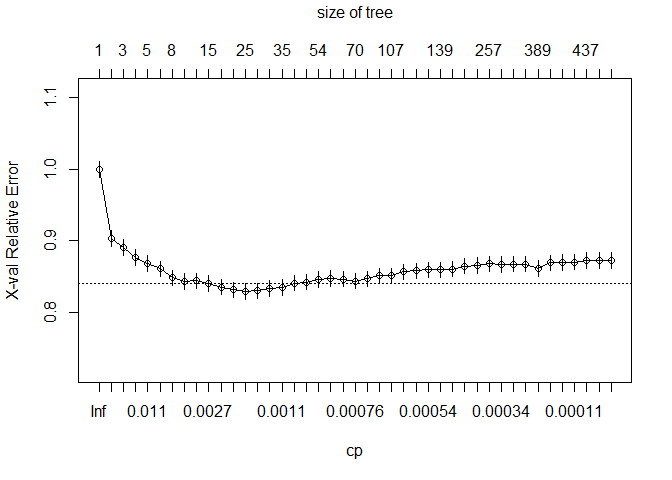 size of tree
1 3 5 8 15 25 35 54 70 107 139 257 389 437
X-val Relative Error
1.1
1.0
0.9
0.8
Inf 0.011 0.0027 0.0011 0.00076 0.00054 0.00034 0.00011
cp